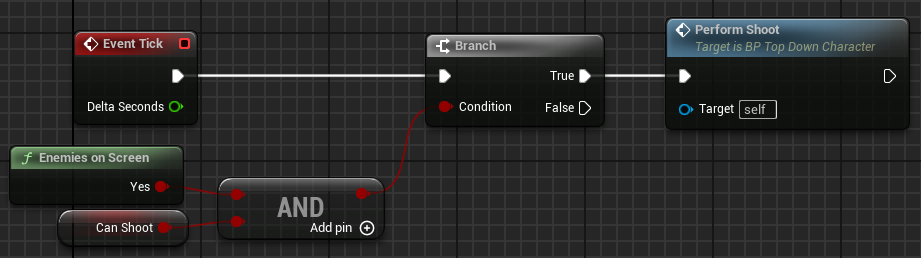 Event Tick
Delta Seconds
Branch
True
Condition
False
Perform Shoot
Target is BP Top Down Character
Target self
f Enemies on Screen
Yes
Can Shoot
AND
Add pin